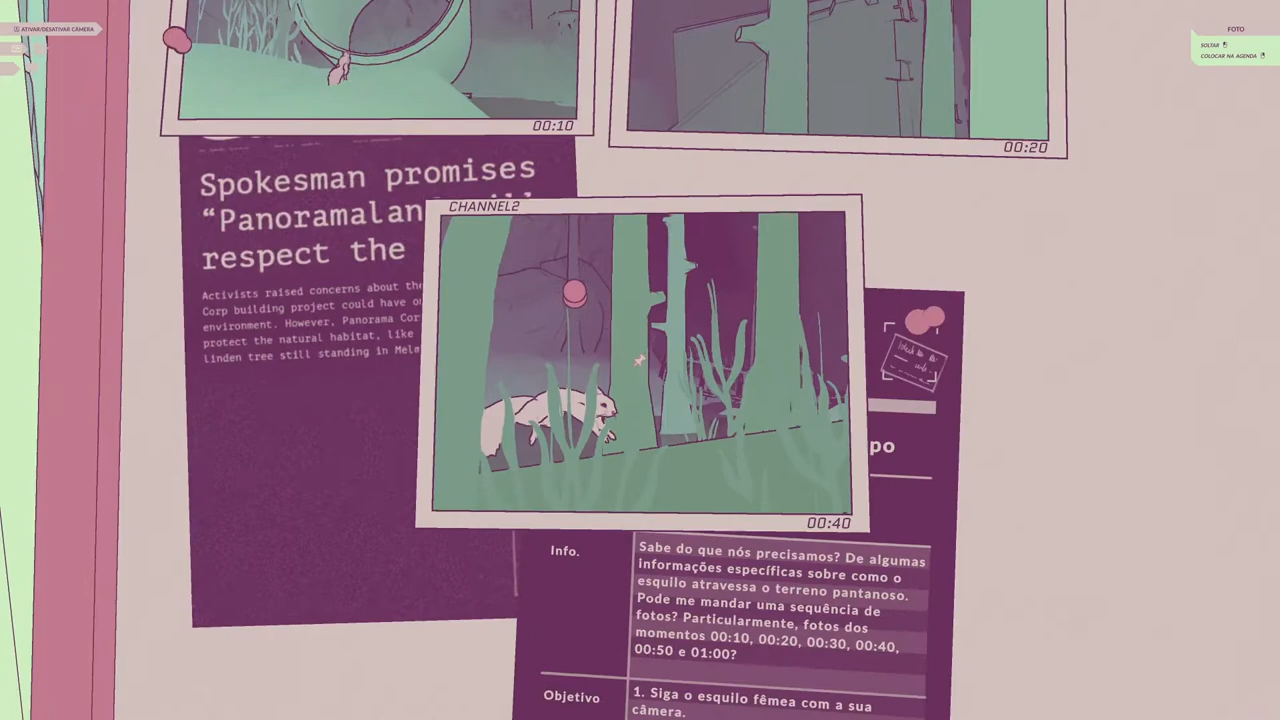 ATIVAR/DESATIVAR CÂMERA
FOTO
SOLTAR
COLOCAR NA AGENDA
00:10
00:20
Spokesman promises
“Panoramalan
respect the
Activists raised concerns about the
Corp building project could have
environment. However, Panorama Cor
protect the natural habitat, like
linden tree still standing in Mel
CHANNEL2
00:40
po
Info.
Sabe do que nós precisamos? De algumas
informações específicas sobre como o
esquilo atravessa o terreno pantanoso.
Pode me mandar uma sequência de
fotos? Particularmente, fotos dos
momentos 00:10, 00:20, 00:30, 00:40,
00:50 e 01:00?
Objetivo
1. Siga o esquilo fêmea com a sua
câmera.